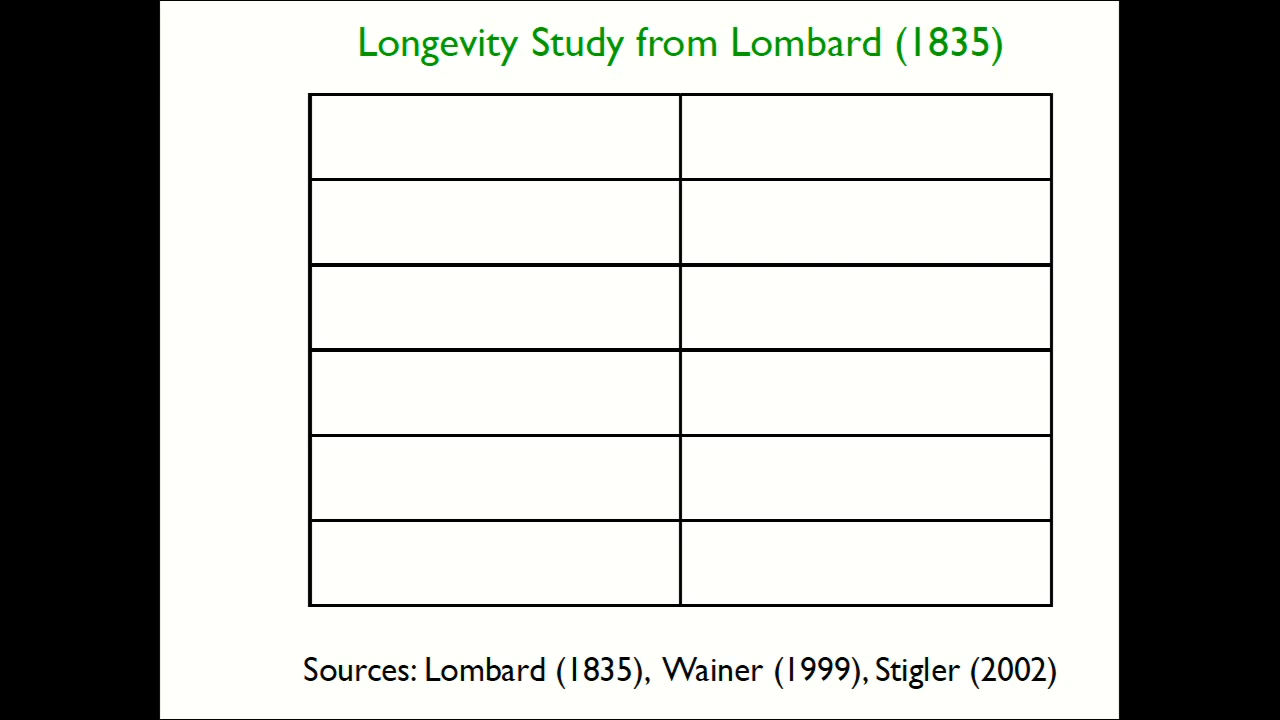 Longevity Study from Lombard (1835)
Sources: Lombard (1835), Wainer (1999), Stigler (2002)